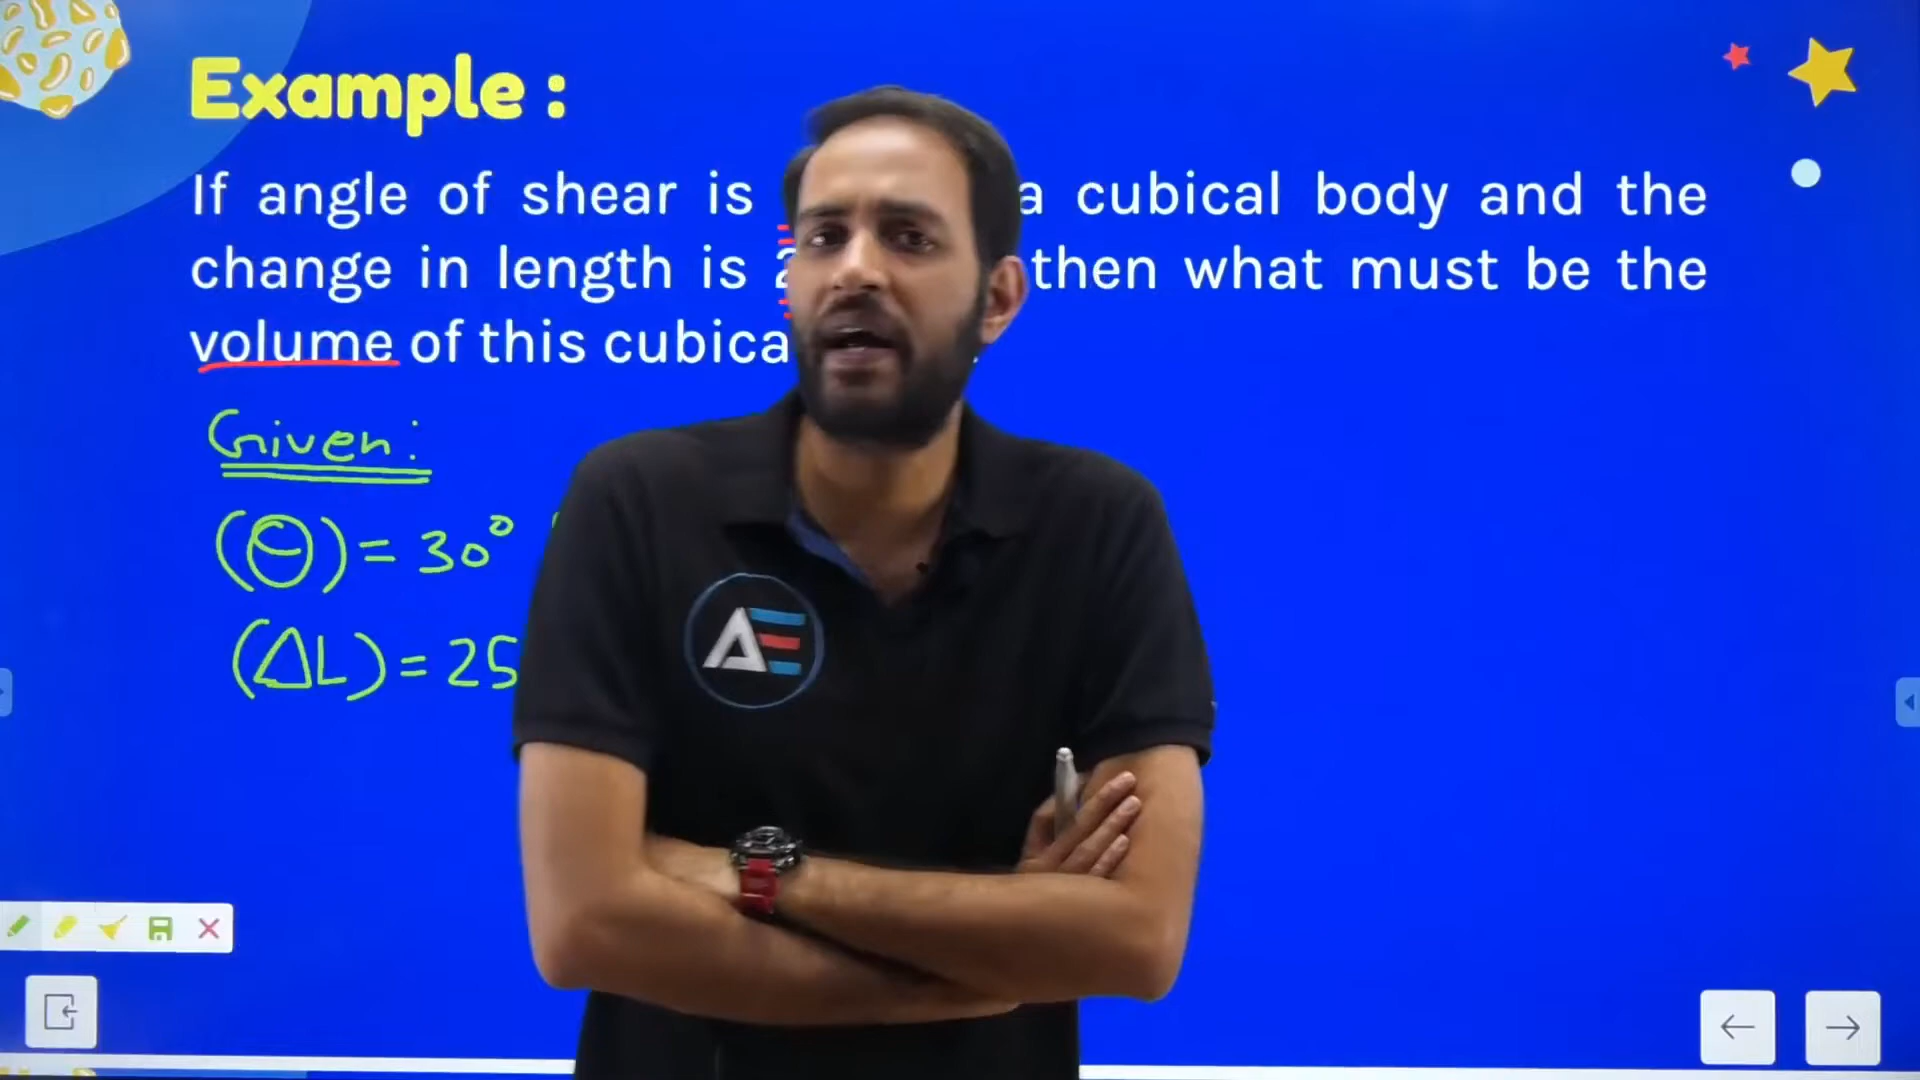 Example :
If angle of shear is a cubical body and the
change in length is then what must be the
volume of this
Given:
(Θ) = 30°
(ΔL) = 25
AE